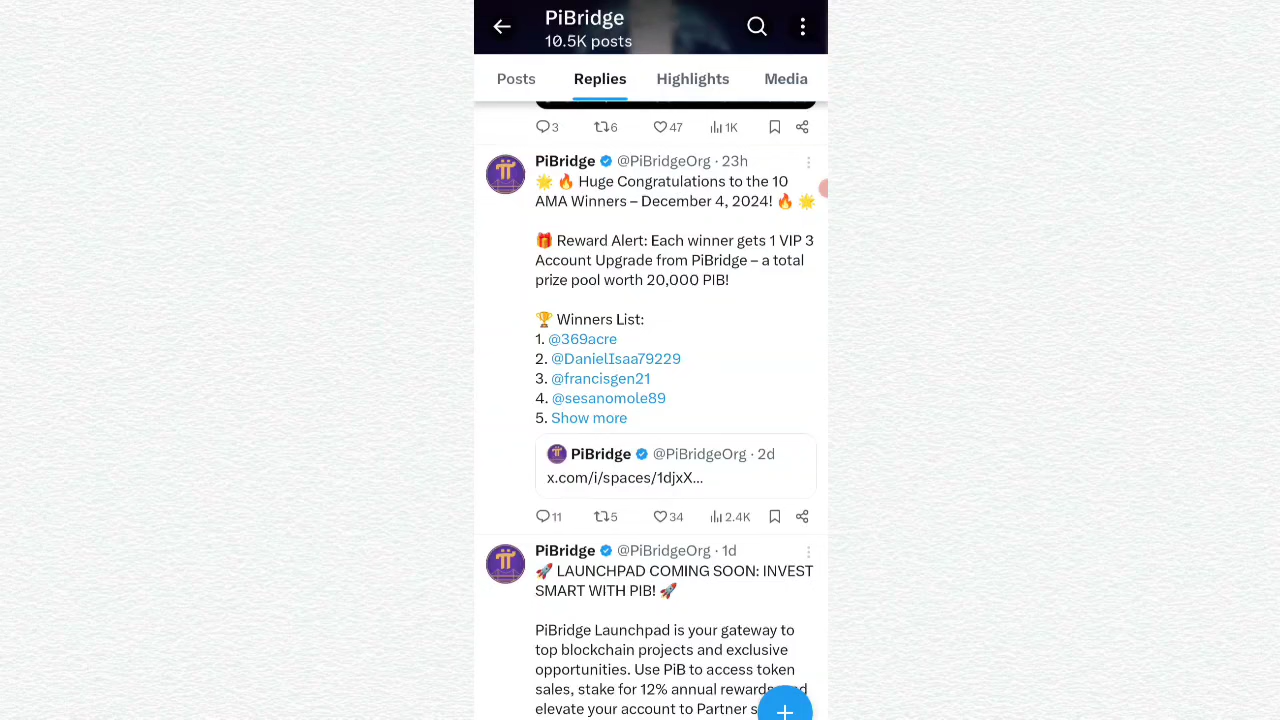 PiBridge
10.5K posts
Posts Replies Highlights Media
3 6 47 1K
PiBridge @PiBridgeOrg · 23h
🌟 🔥 Huge Congratulations to the 10
AMA Winners – December 4, 2024! 🔥 🌟
🎁 Reward Alert: Each winner gets 1 VIP 3
Account Upgrade from PiBridge – a total
prize pool worth 20,000 PIB!
🏆 Winners List:
1. @369acre
2. @DanielIsaa79229
3. @francisgen21
4. @sesanomole89
5. Show more
PiBridge @PiBridgeOrg · 2d
x.com/i/spaces/1djxX...
11 5 34 2.4K
PiBridge @PiBridgeOrg · 1d
🚀 LAUNCHPAD COMING SOON: INVEST
SMART WITH PIB! 🚀
PiBridge Launchpad is your gateway to
top blockchain projects and exclusive
opportunities. Use PiB to access token
sales, stake for 12% annual rewards
elevate your account to Partner